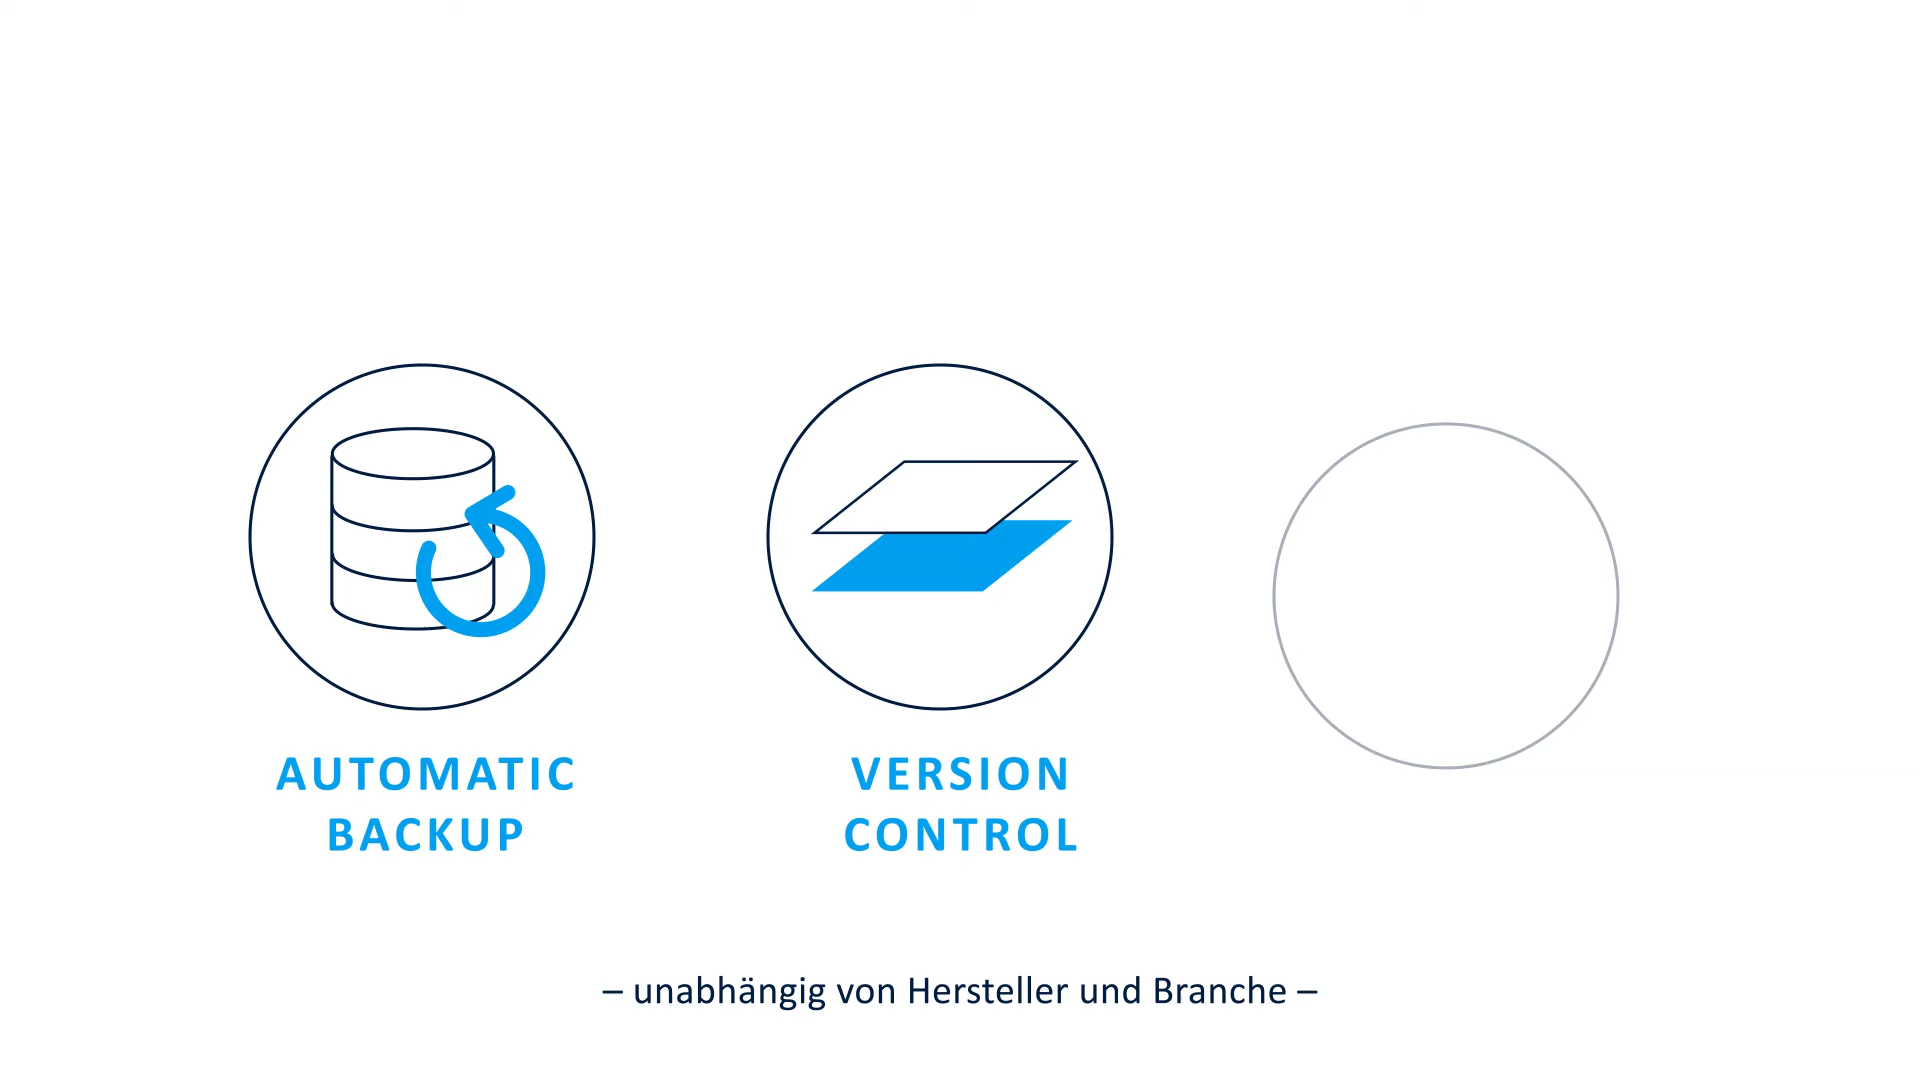 AUTOMATIC
BACKUP
VERSION
CONTROL
– unabhängig von Hersteller und Branche –